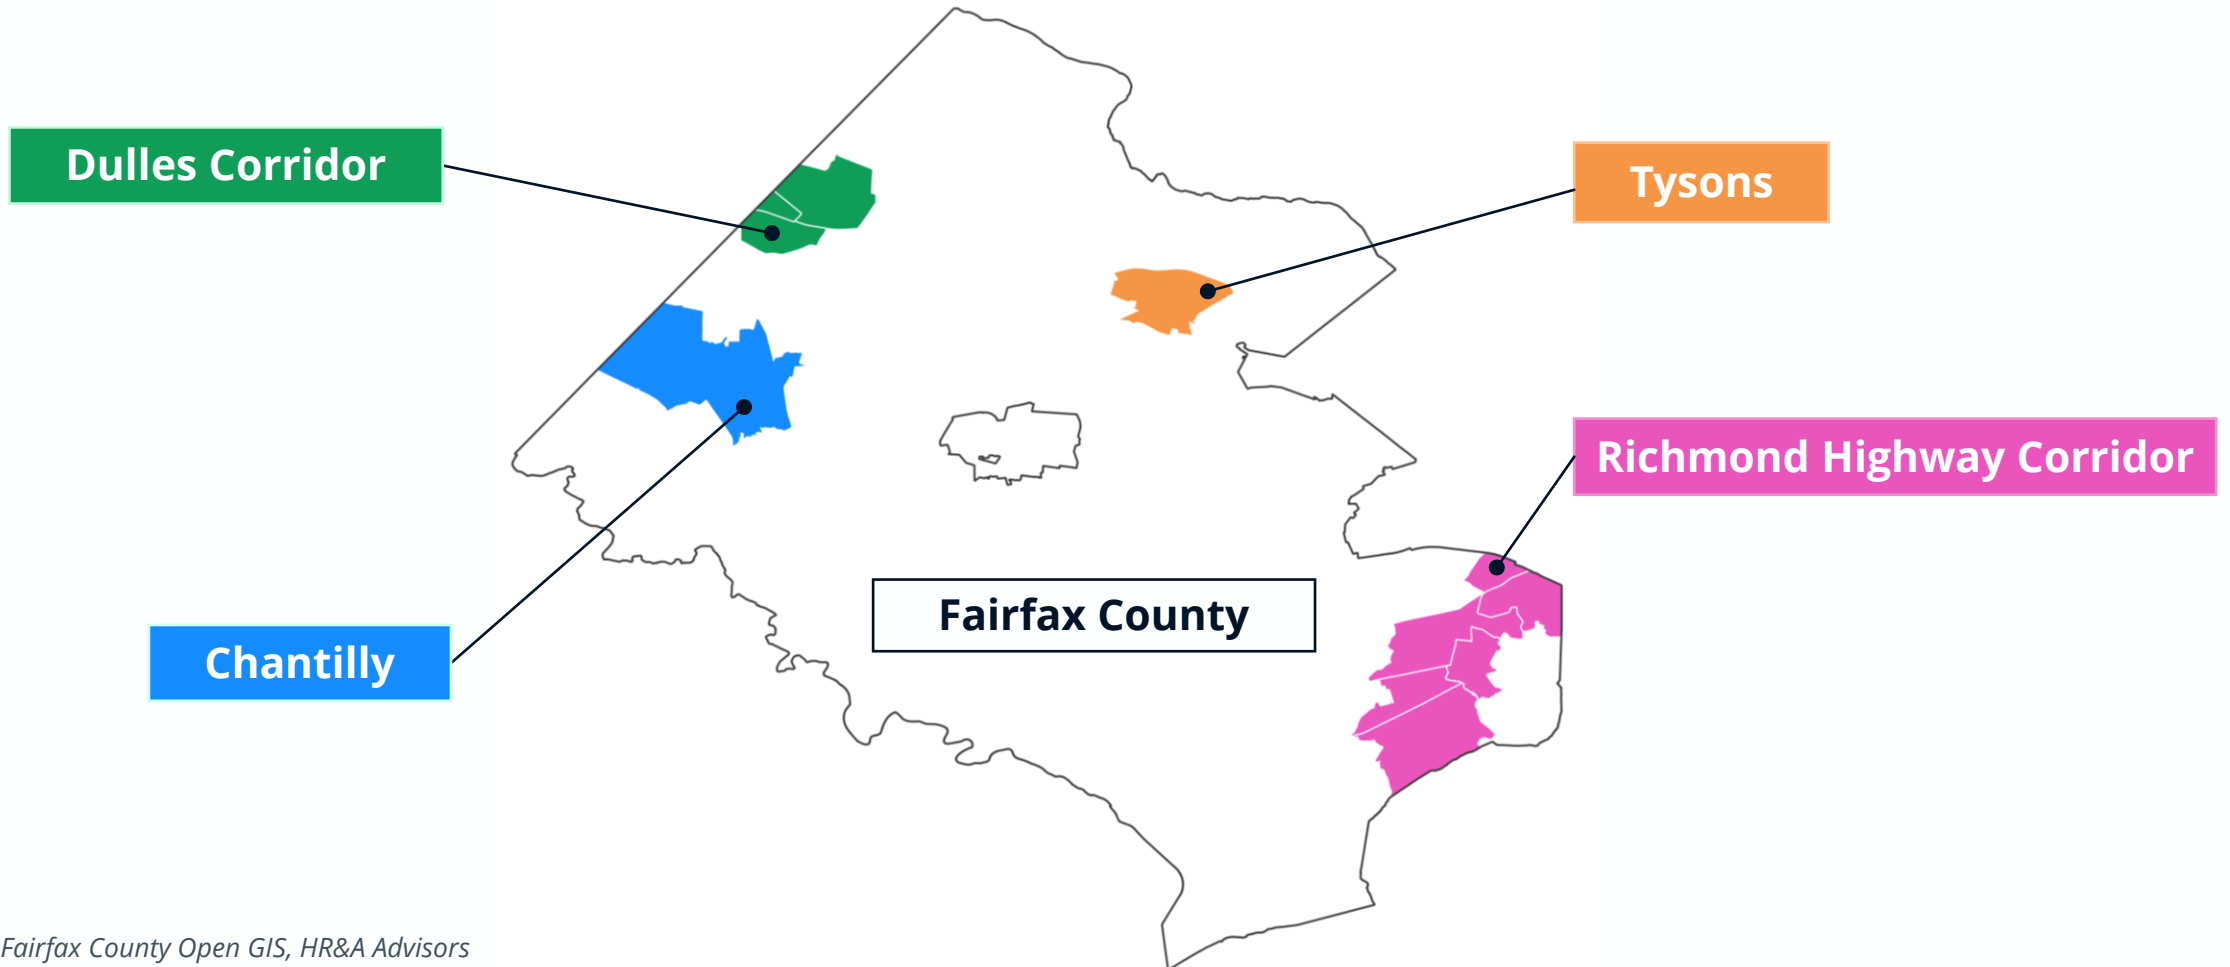 Dulles Corridor
Tysons
Richmond Highway Corridor
Fairfax County
Chantilly
Fairfax County Open GIS, HR&A Advisors